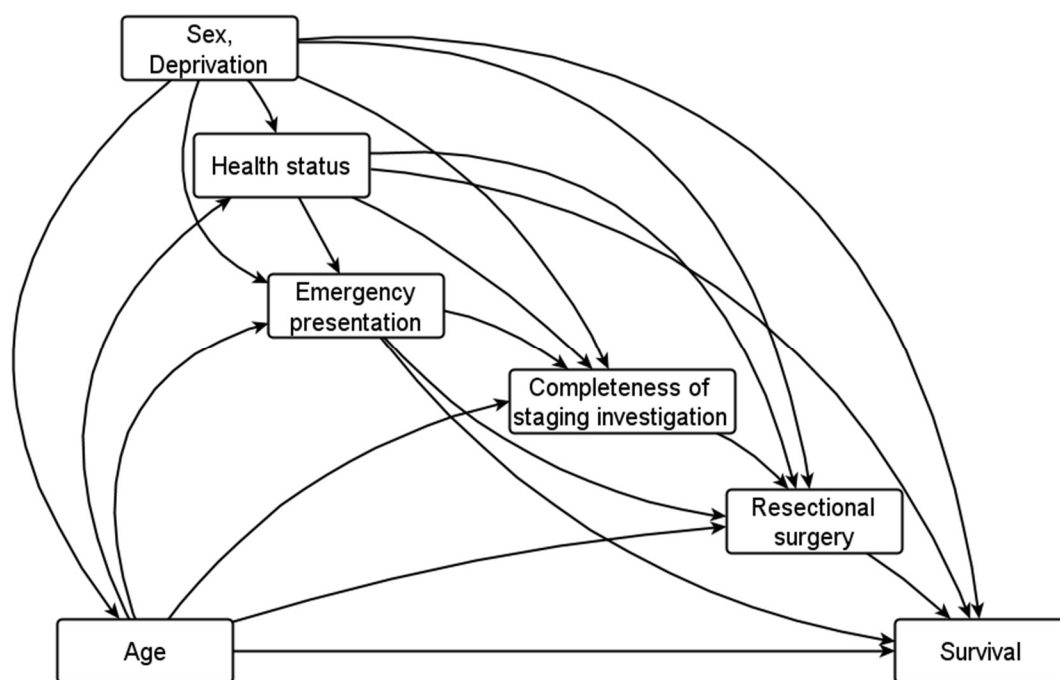 Sex,
Deprivation
Health status
Emergency
presentation
Completeness of
staging investigation
Resectional
surgery
Age
Survival